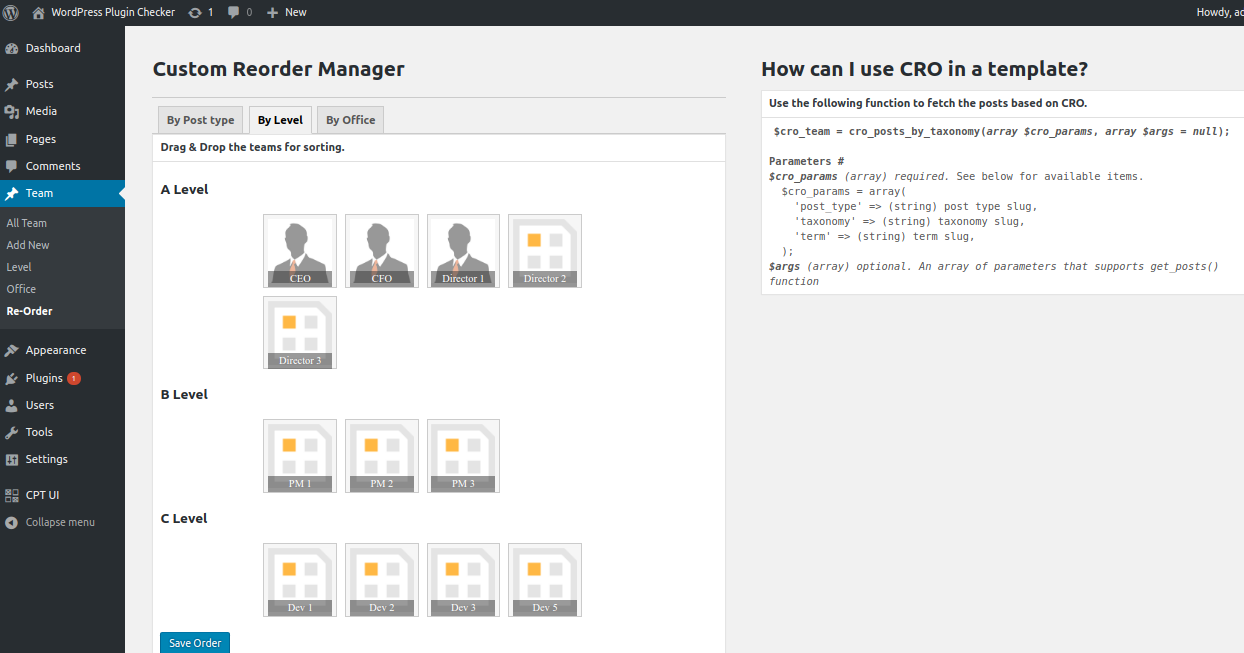 WordPress Plugin Checker 1 0 New
Howdy, ac
Dashboard
Posts
Media
Pages
Comments
Team
All Team
Add New
Level
Office
Re-Order
Appearance
Plugins 1
Users
Tools
Settings
CPT UI
Collapse menu
Custom Reorder Manager
By Post type By Level By Office
Drag & Drop the teams for sorting.
A Level
CEO CFO Director 1 Director 2
Director 3
B Level
PM 1 PM 2 PM 3
C Level
Dev 1 Dev 2 Dev 3 Dev 5
Save Order
How can I use CRO in a template?
Use the following function to fetch the posts based on CRO.
$cro_team = cro_posts_by_taxonomy(array $cro_params, array $args = null);
Parameters #
$cro_params (array) required. See below for available items.
$cro_params = array(
'post_type' => (string) post type slug,
'taxonomy' => (string) taxonomy slug,
'term' => (string) term slug,
);
$args (array) optional. An array of parameters that supports get_posts()
function